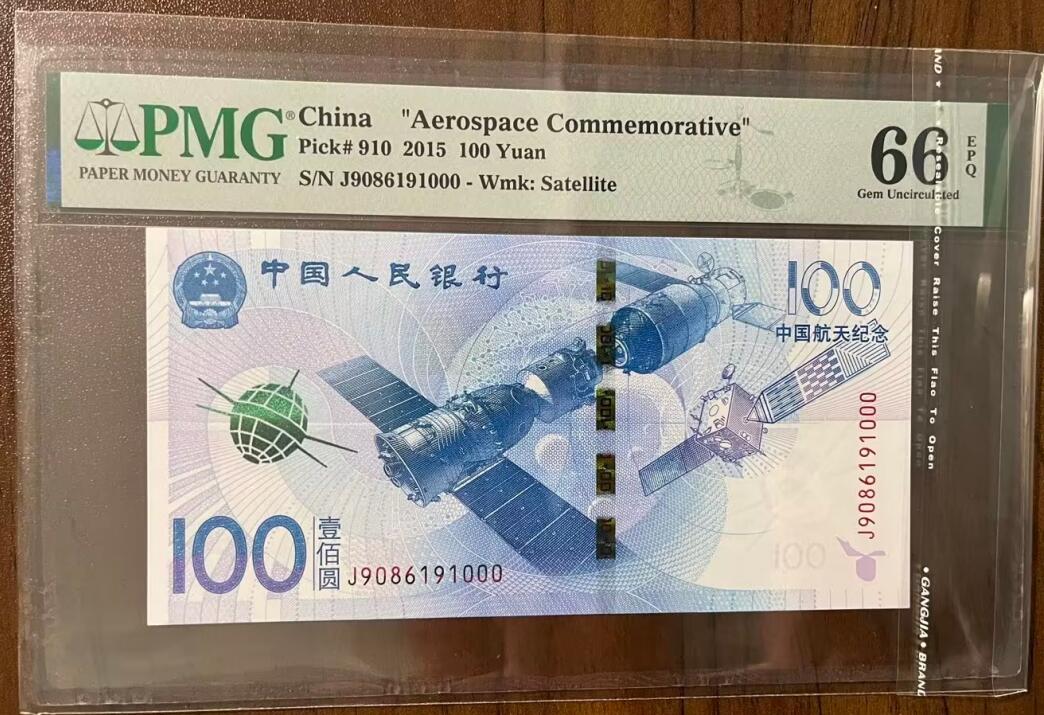 PMG®
PAPER MONEY GUARANTY
China "Aerospace Commemorative"
Pick# 910 2015 100 Yuan
S/N J9086191000 - Wmk: Satellite
66
EPQ
Gem Uncirculated
中国人民银行
100
中国航天纪念
100
壹佰圆
J9086191000
J9086191000
100
Cover Raise This Flap To Open
• GANGJIA • BRAND